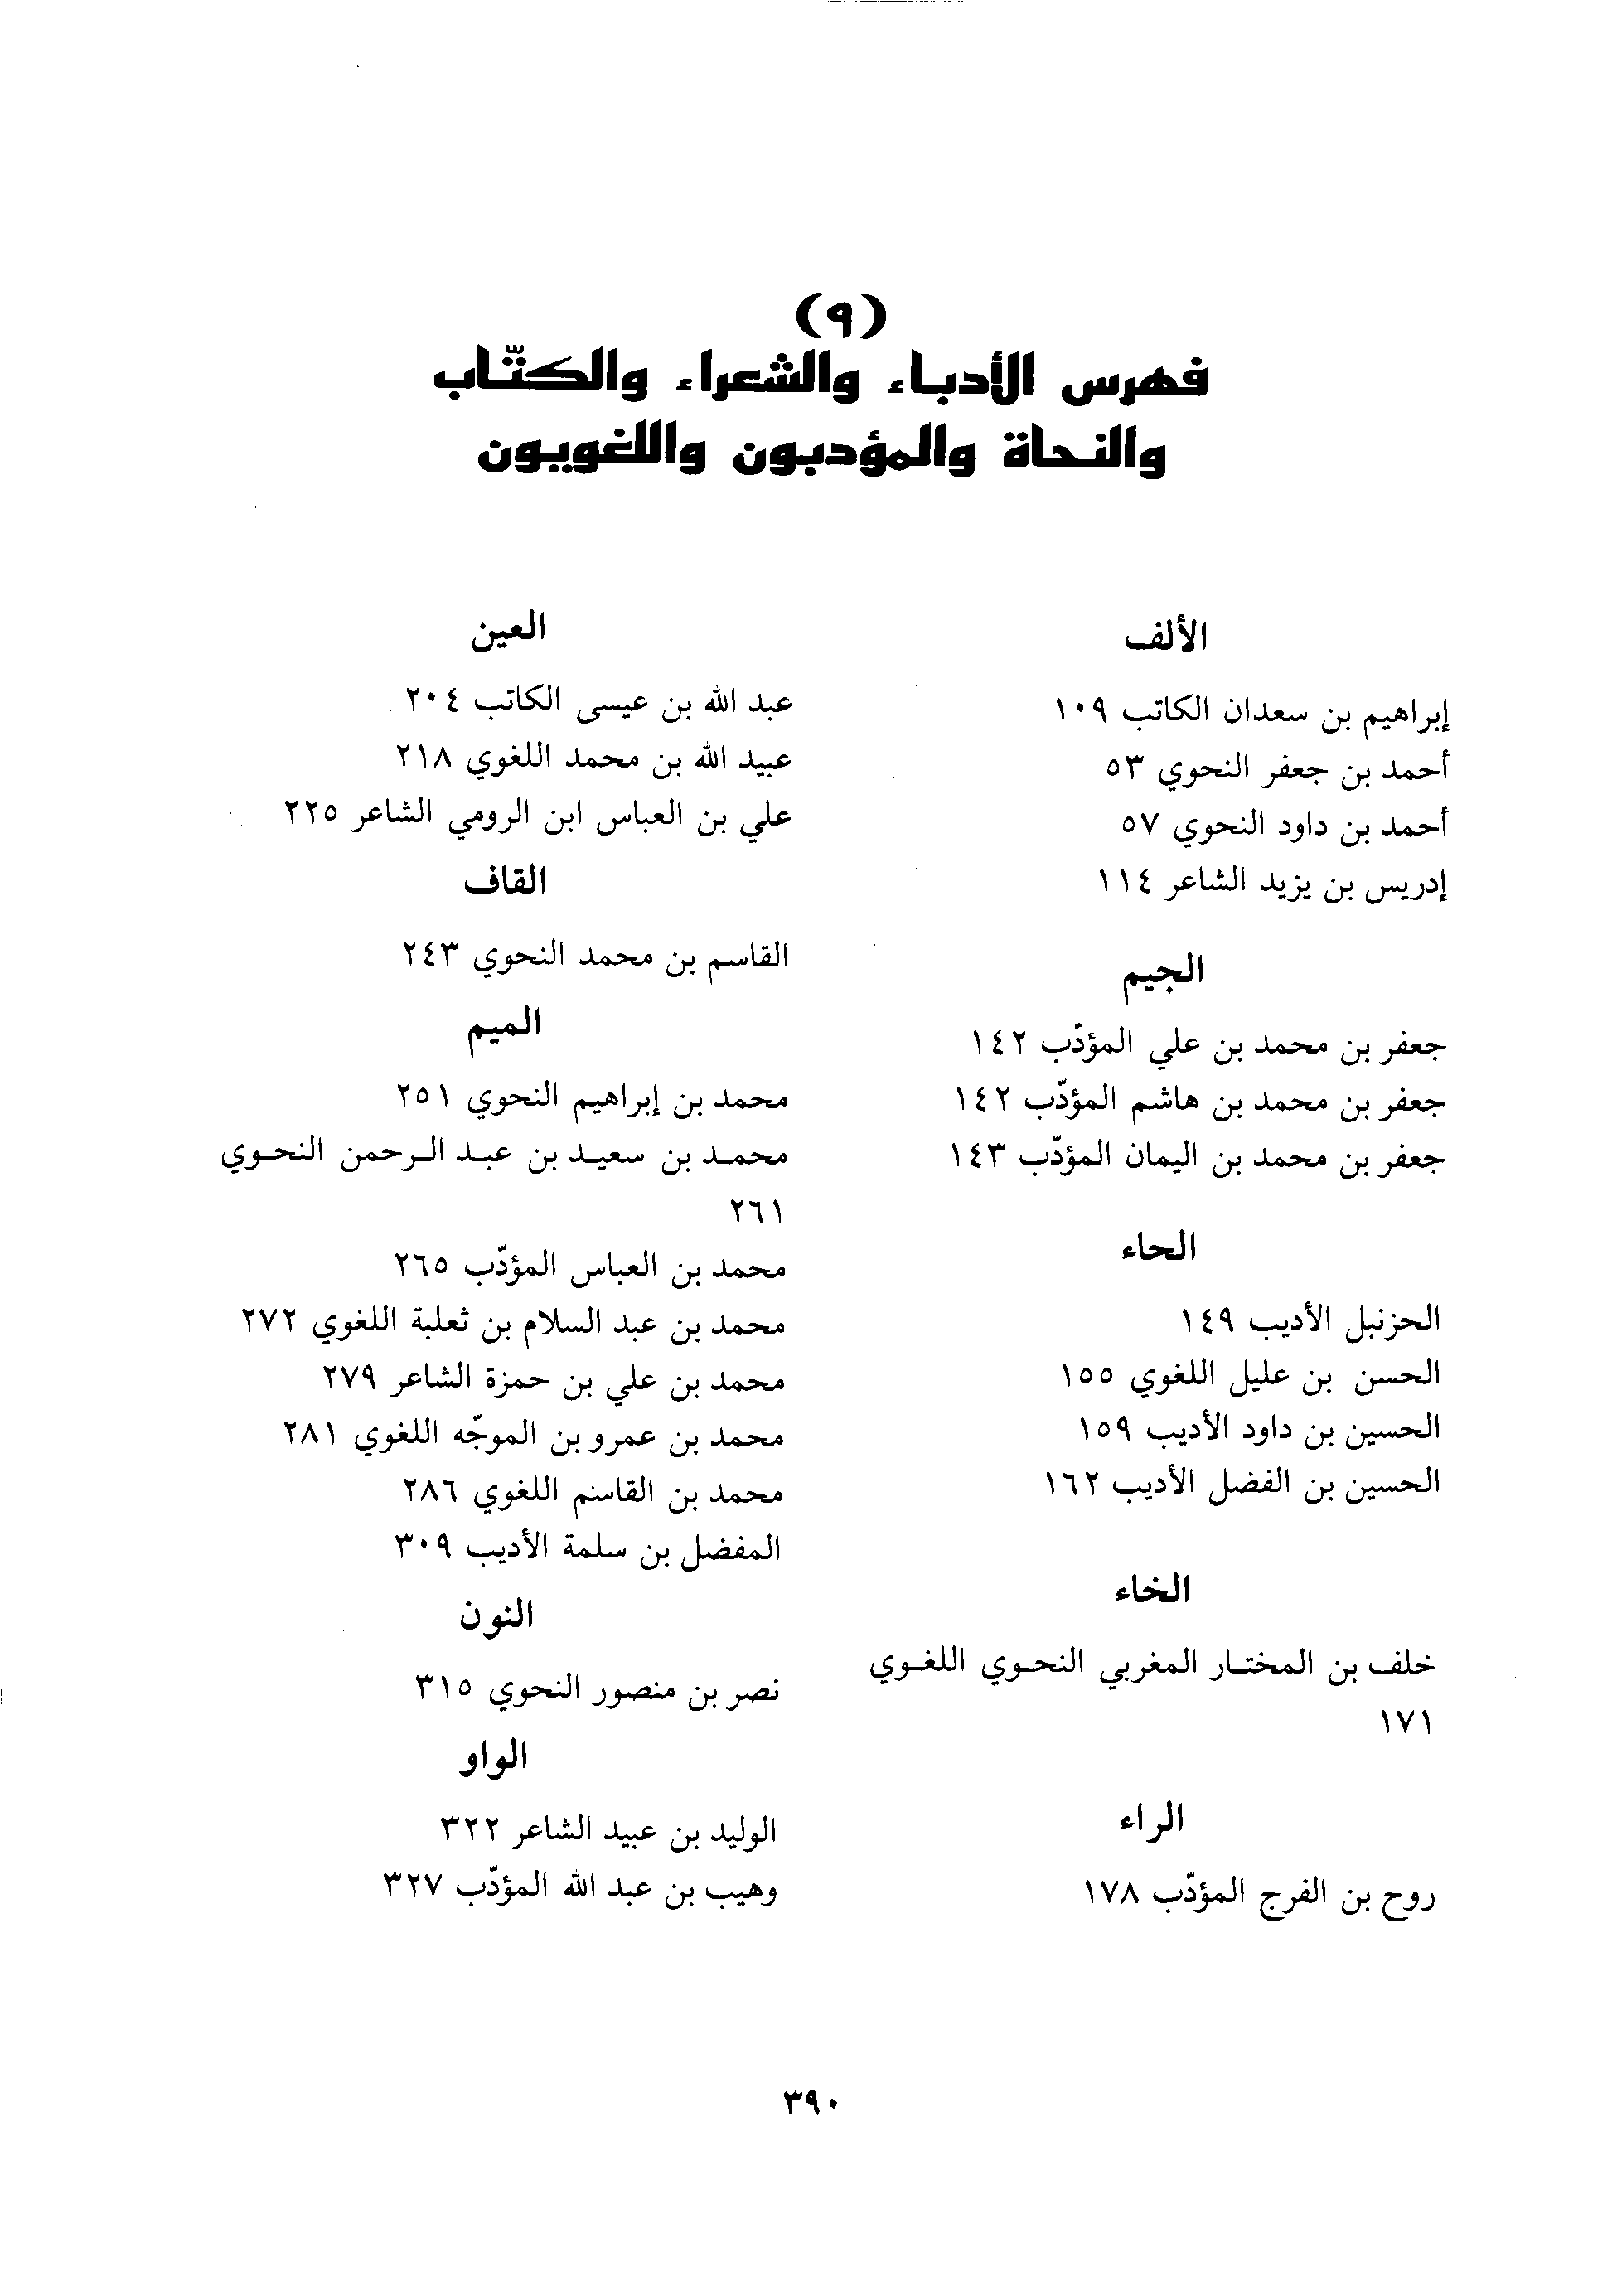 (٩)
فهرس الأدباء والشعراء والكتّاب
والنحاة والمؤدبون واللغويون
الألف
إبراهيم بن سعدان الكاتب ١٠٩
أحمد بن جعفر النحوي ٥٣
أحمد بن داود النحوي ٥٧
إدريس بن يزيد الشاعر ١١٤
الجيم
جعفر بن محمد بن علي المؤدّب ١٤٢
جعفر بن محمد بن هاشم المؤدّب ١٤٢
جعفر بن محمد بن اليمان المؤدّب ١٤٣
الحاء
الحزنبل الأديب ١٤٩
الحسن بن عليل اللغوي ١٥٥
الحسين بن داود الأديب ١٥٩
الحسين بن الفضل الأديب ١٦٢
الخاء
خلف بن المختار المغربي النحوي اللغوي
١٧١
الراء
روح بن الفرج المؤدّب ١٧٨
العين
عبد الله بن عيسى الكاتب ٢٠٤
عبيد الله بن محمد اللغوي ٢١٨
علي بن العباس ابن الرومي الشاعر ٢٢٥
القاف
القاسم بن محمد النحوي ٢٤٣
الميم
محمد بن إبراهيم النحوي ٢٥١
محمد بن سعيد بن عبد الرحمن النحوي
٢٦١
محمد بن العباس المؤدّب ٢٦٥
محمد بن عبد السلام بن ثعلبة اللغوي ٢٧٢
محمد بن علي بن حمزة الشاعر ٢٧٩
محمد بن عمرو بن الموجّه اللغوي ٢٨١
محمد بن القاسم اللغوي ٢٨٦
المفضل بن سلمة الأديب ٣٠٩
النون
نصر بن منصور النحوي ٣١٥
الواو
الوليد بن عبيد الشاعر ٣٢٢
وهيب بن عبد الله المؤدّب ٣٢٧
٣٩٠